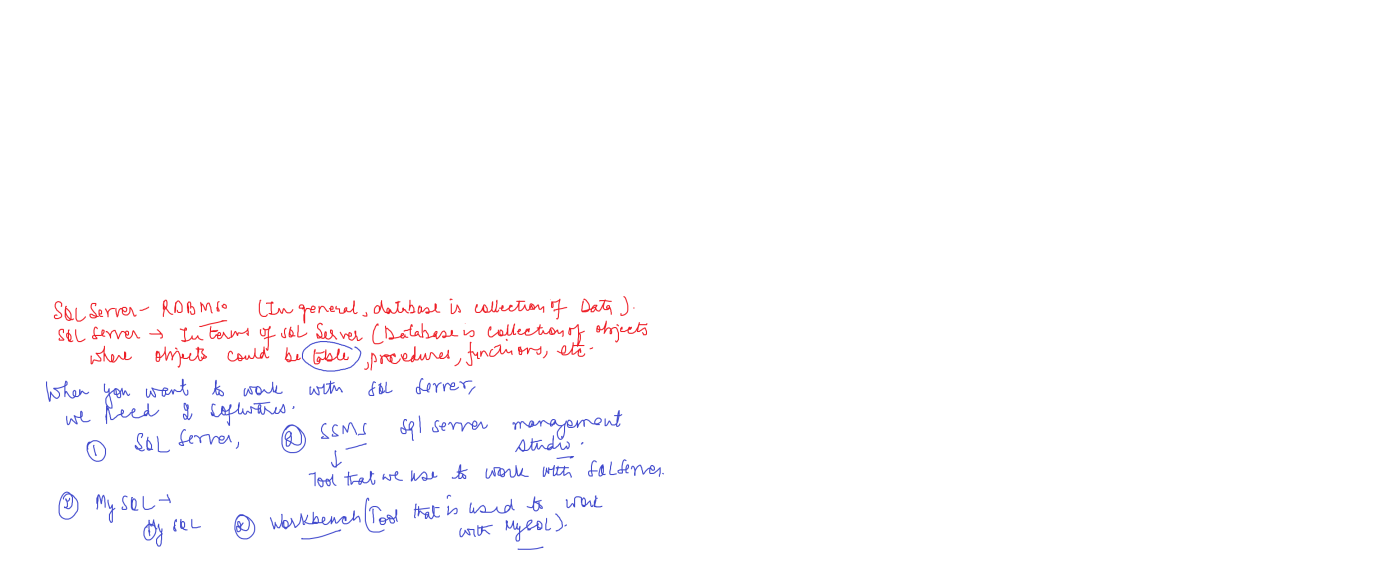 SQL Server - RDBMS (In general, database is collection of Data).
SQL Server → In terms of SQL Server (Database is collection of objects
where objects could be table, procedures, functions, etc.
When you want to work with SQL Server,
we need 2 softwares.
① SQL Server, ② SSMS Sql server management
studio.
↓
Tool that we use to work with SQL Server.
② MySQL →
① My SQL ② Workbench (Tool that is used to work
with MySQL).